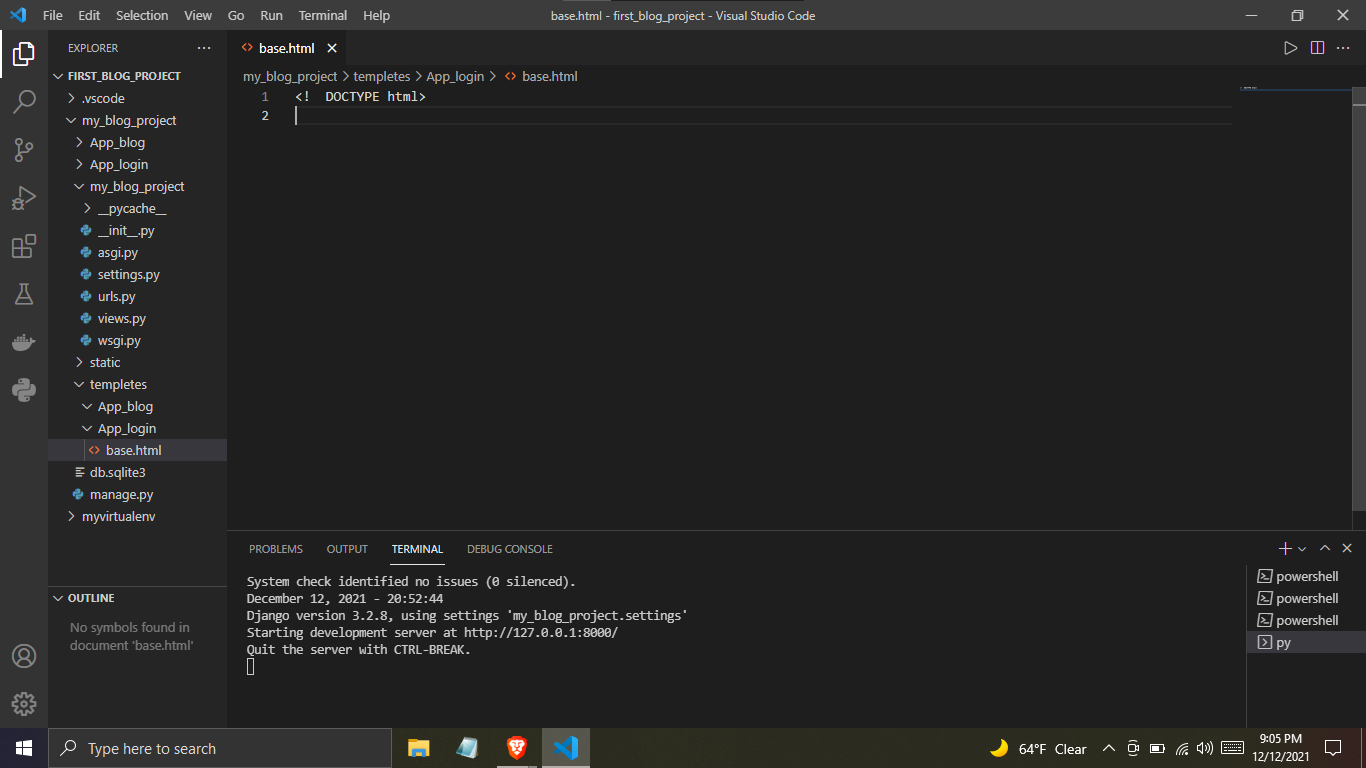 File Edit Selection View Go Run Terminal Help
base.html - first_blog_project - Visual Studio Code
EXPLORER
FIRST_BLOG_PROJECT
.vscode
my_blog_project
App_blog
App_login
my_blog_project
__pycache__
__init__.py
asgi.py
settings.py
urls.py
views.py
wsgi.py
static
templetes
App_blog
App_login
base.html
db.sqlite3
manage.py
myvirtualenv
OUTLINE
No symbols found in
document 'base.html'
base.html
my_blog_project > templetes > App_login > base.html
1 <!  DOCTYPE html>
2
PROBLEMS OUTPUT TERMINAL DEBUG CONSOLE
System check identified no issues (0 silenced).
December 12, 2021 - 20:52:44
Django version 3.2.8, using settings 'my_blog_project.settings'
Starting development server at http://127.0.0.1:8000/
Quit the server with CTRL-BREAK.
powershell
powershell
powershell
py
Type here to search
64°F Clear
9:05 PM
12/12/2021